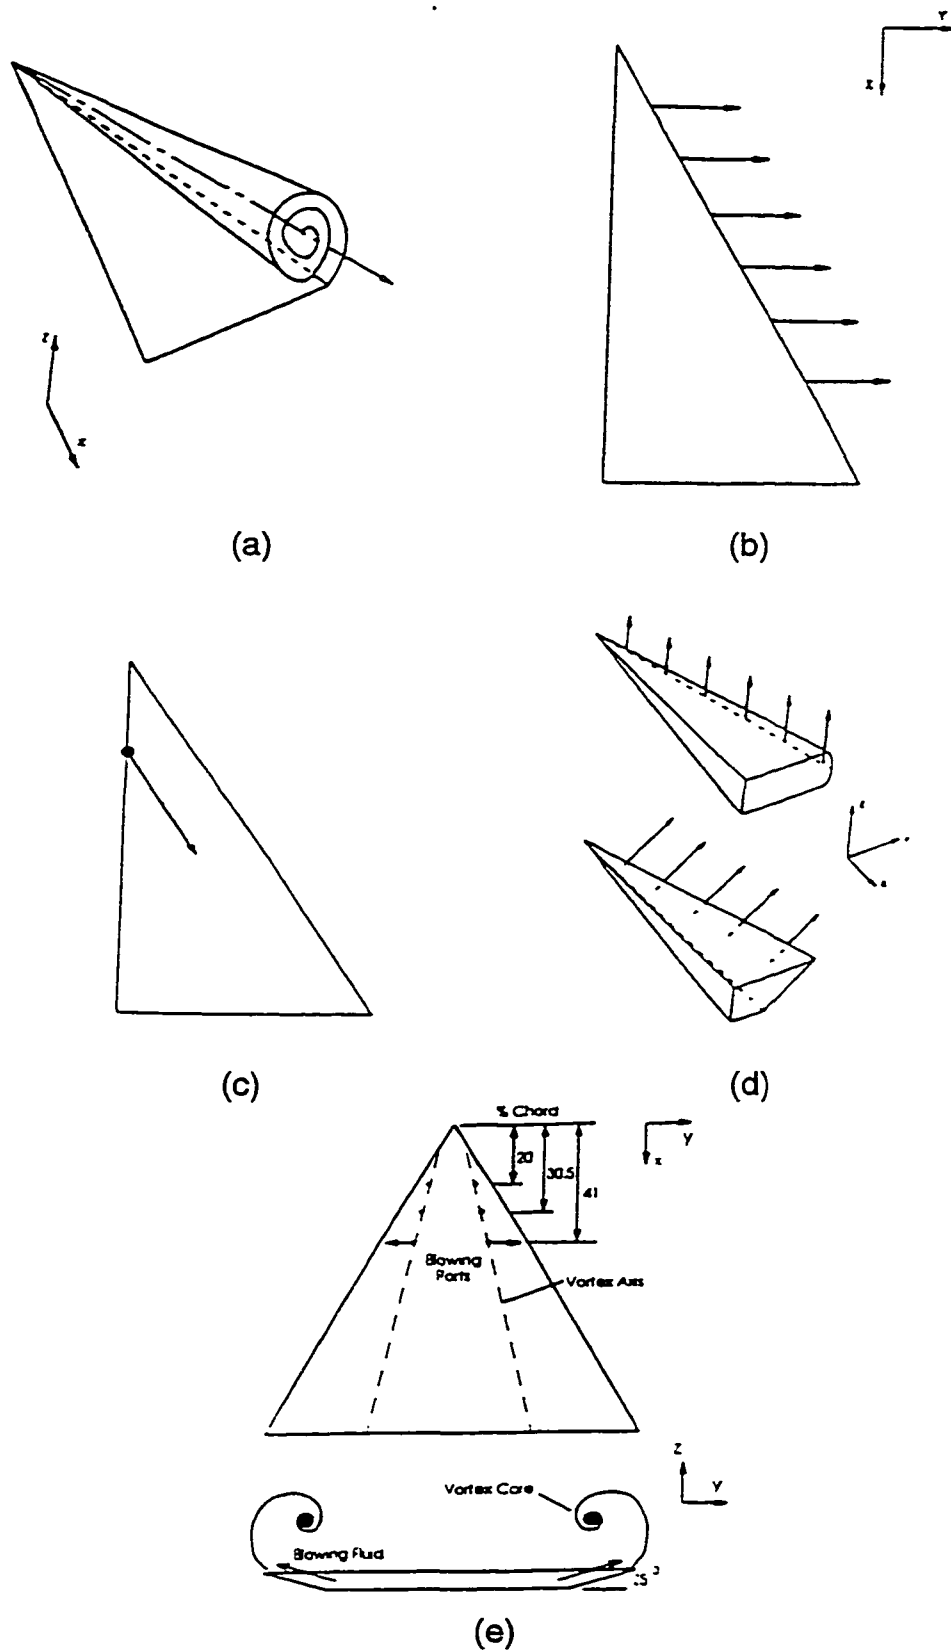 Y
X
Z
x
(a)
(b)
(c)
z
x
(d)
% Chord
20
30.5
41
y
x
Blowing
Ports
Vortex Axis
Z
Y
Vortex Core
Blowing Fluid
(e)